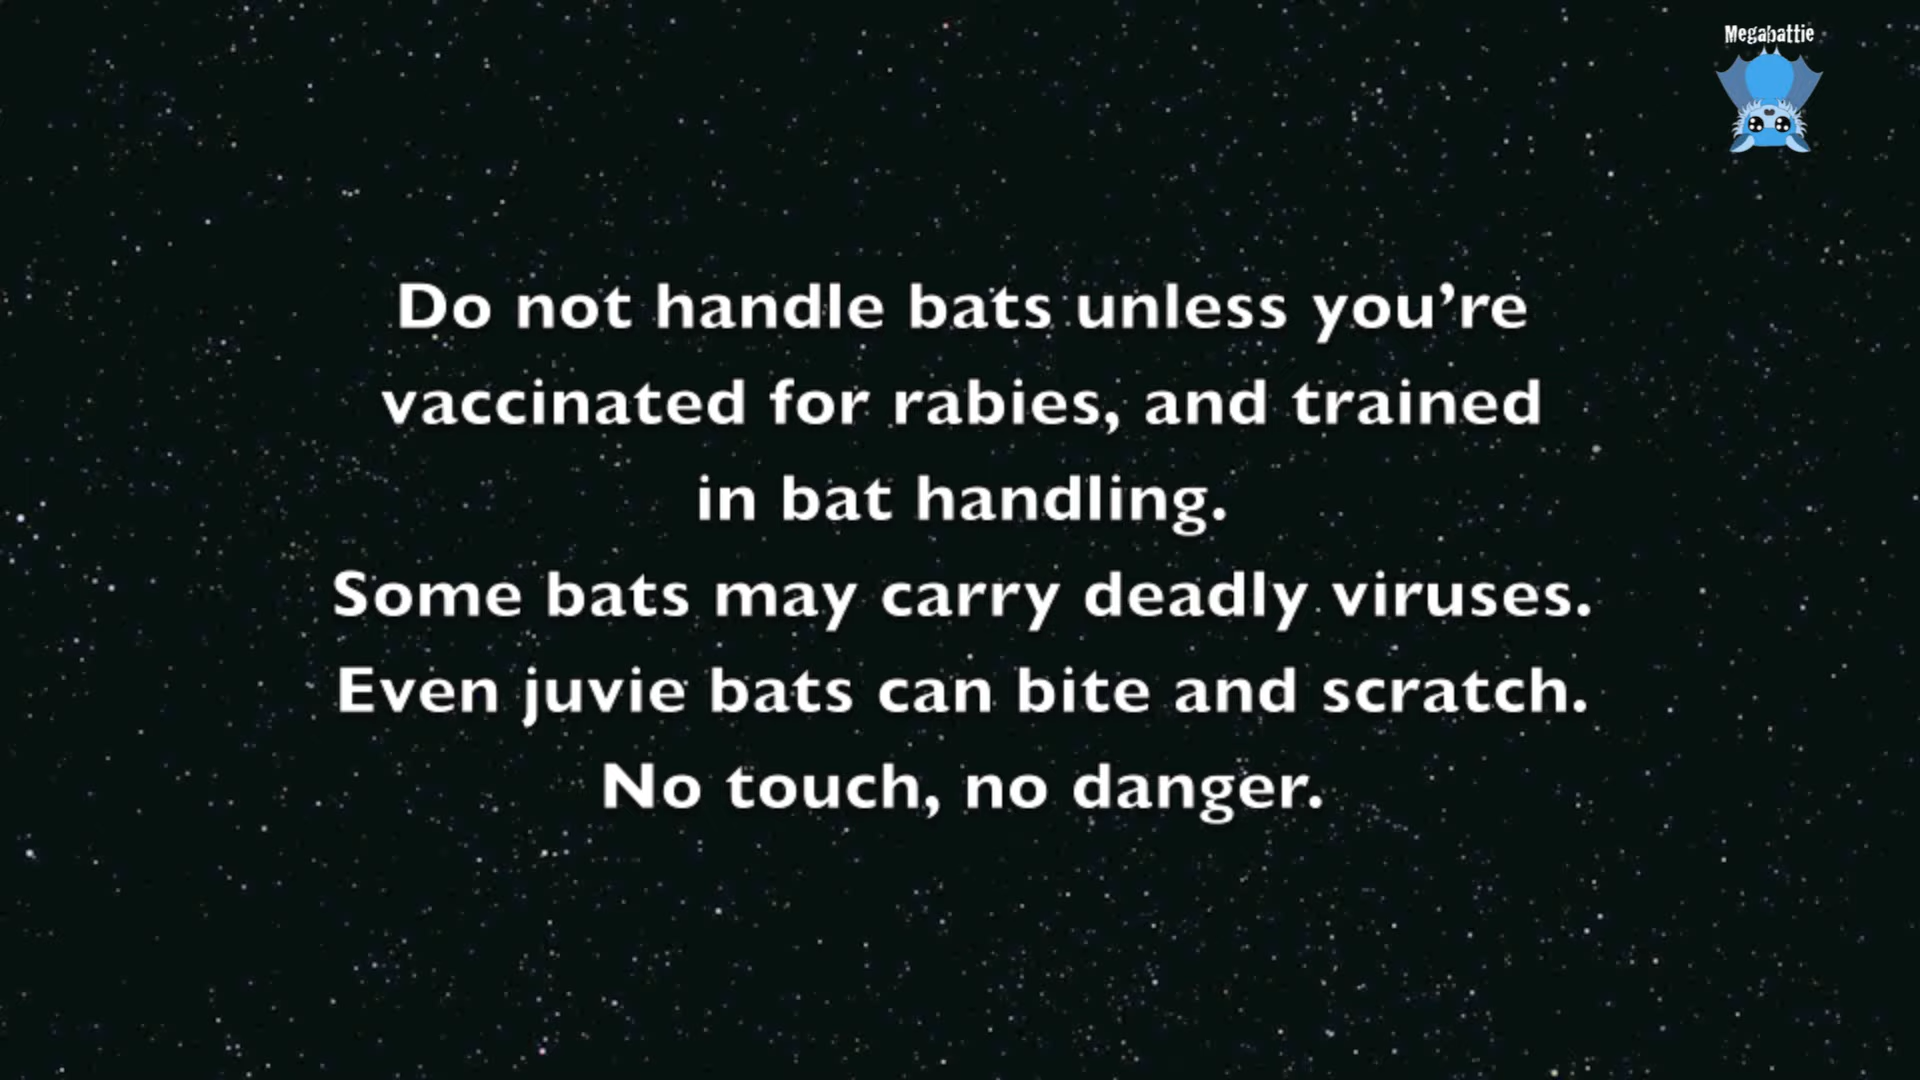 Megabattie
Do not handle bats unless you’re
vaccinated for rabies, and trained
in bat handling.
Some bats may carry deadly viruses.
Even juvie bats can bite and scratch.
No touch, no danger.